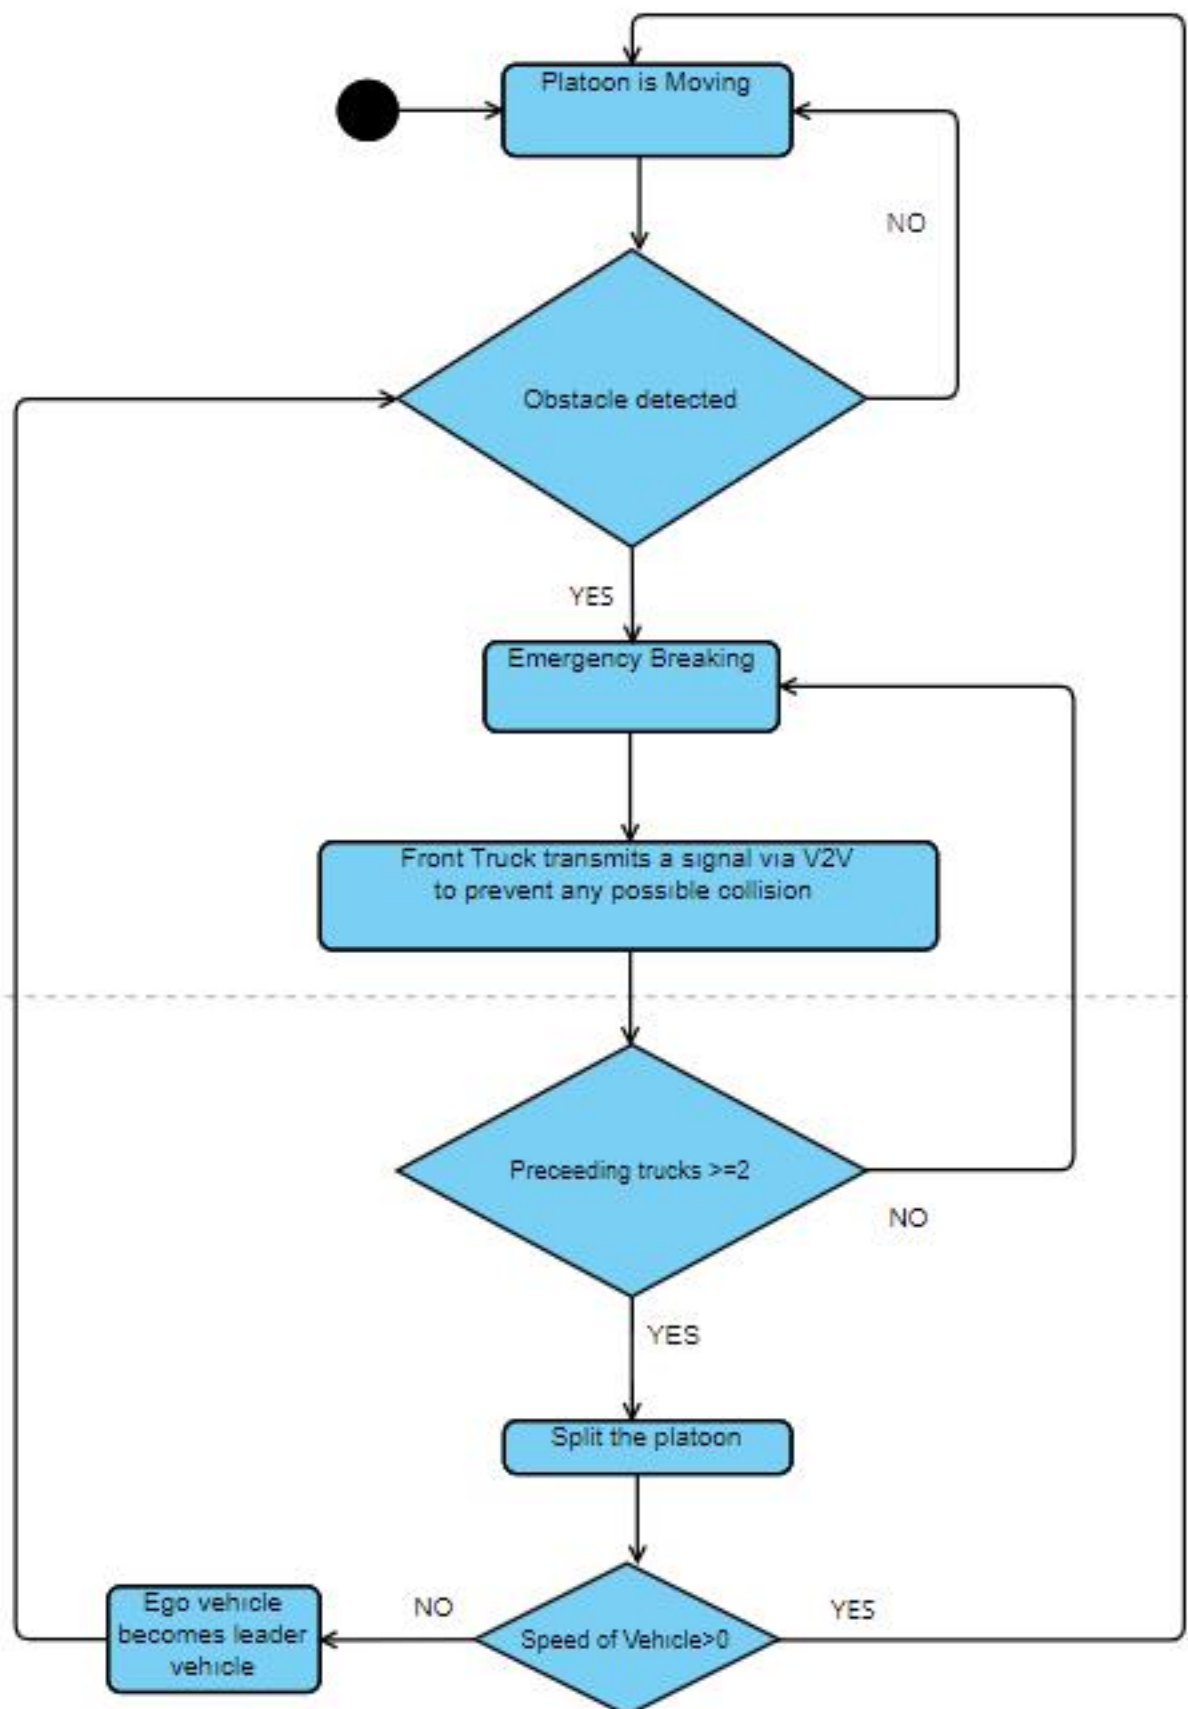 Platoon is Moving
NO
Obstacle detected
YES
Emergency Breaking
Front Truck transmits a signal via V2V
to prevent any possible collision
Preceeding trucks >=2
NO
YES
Split the platoon
Ego vehicle
becomes leader
vehicle
NO
Speed of Vehicle>0
YES